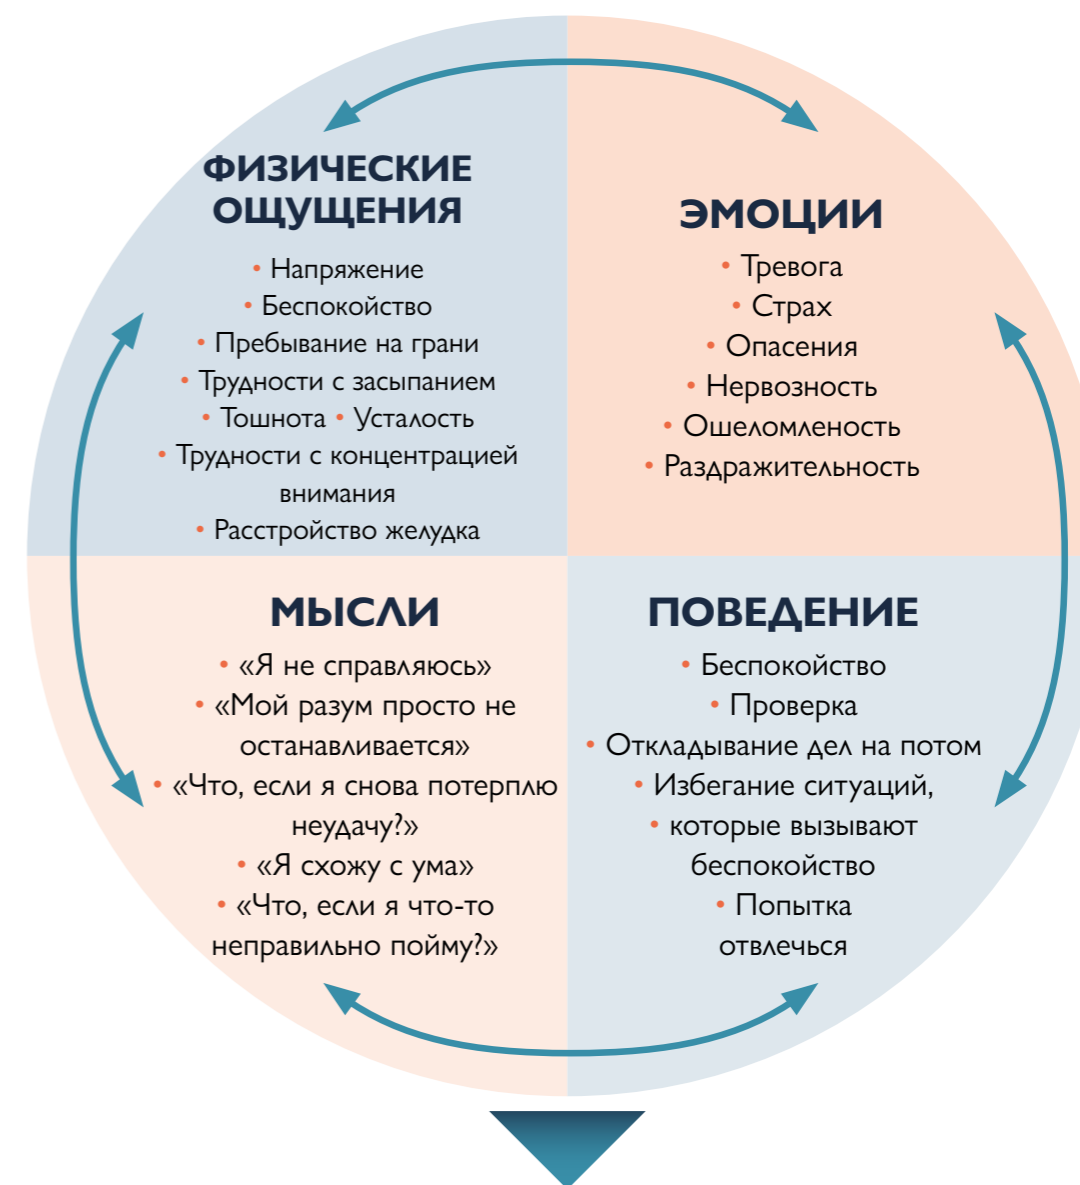 ФИЗИЧЕСКИЕ
ОЩУЩЕНИЯ
• Напряжение
• Беспокойство
• Пребывание на грани
• Трудности с засыпанием
• Тошнота • Усталость
• Трудности с концентрацией
внимания
• Расстройство желудка
ЭМОЦИИ
• Тревога
• Страх
• Опасения
• Нервозность
• Ошеломленость
• Раздражительность
МЫСЛИ
• «Я не справляюсь»
• «Мой разум просто не
останавливается»
• «Что, если я снова потерплю
неудачу?»
• «Я схожу с ума»
• «Что, если я что-то
неправильно пойму?»
ПОВЕДЕНИЕ
• Беспокойство
• Проверка
• Откладывание дел на потом
• Избегание ситуаций,
• которые вызывают
беспокойство
• Попытка
отвлечься